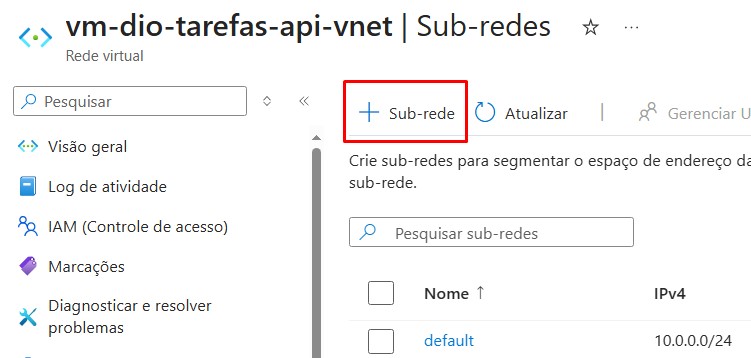 vm-dio-tarefas-api-vnet | Sub-redes
Rede virtual
Pesquisar
Visão geral
Log de atividade
IAM (Controle de acesso)
Marcações
Diagnosticar e resolver
problemas
Sub-rede
Atualizar
Gerenciar U
Crie sub-redes para segmentar o espaço de endereço da
sub-rede.
Pesquisar sub-redes
Nome ↑ IPv4
default 10.0.0.0/24